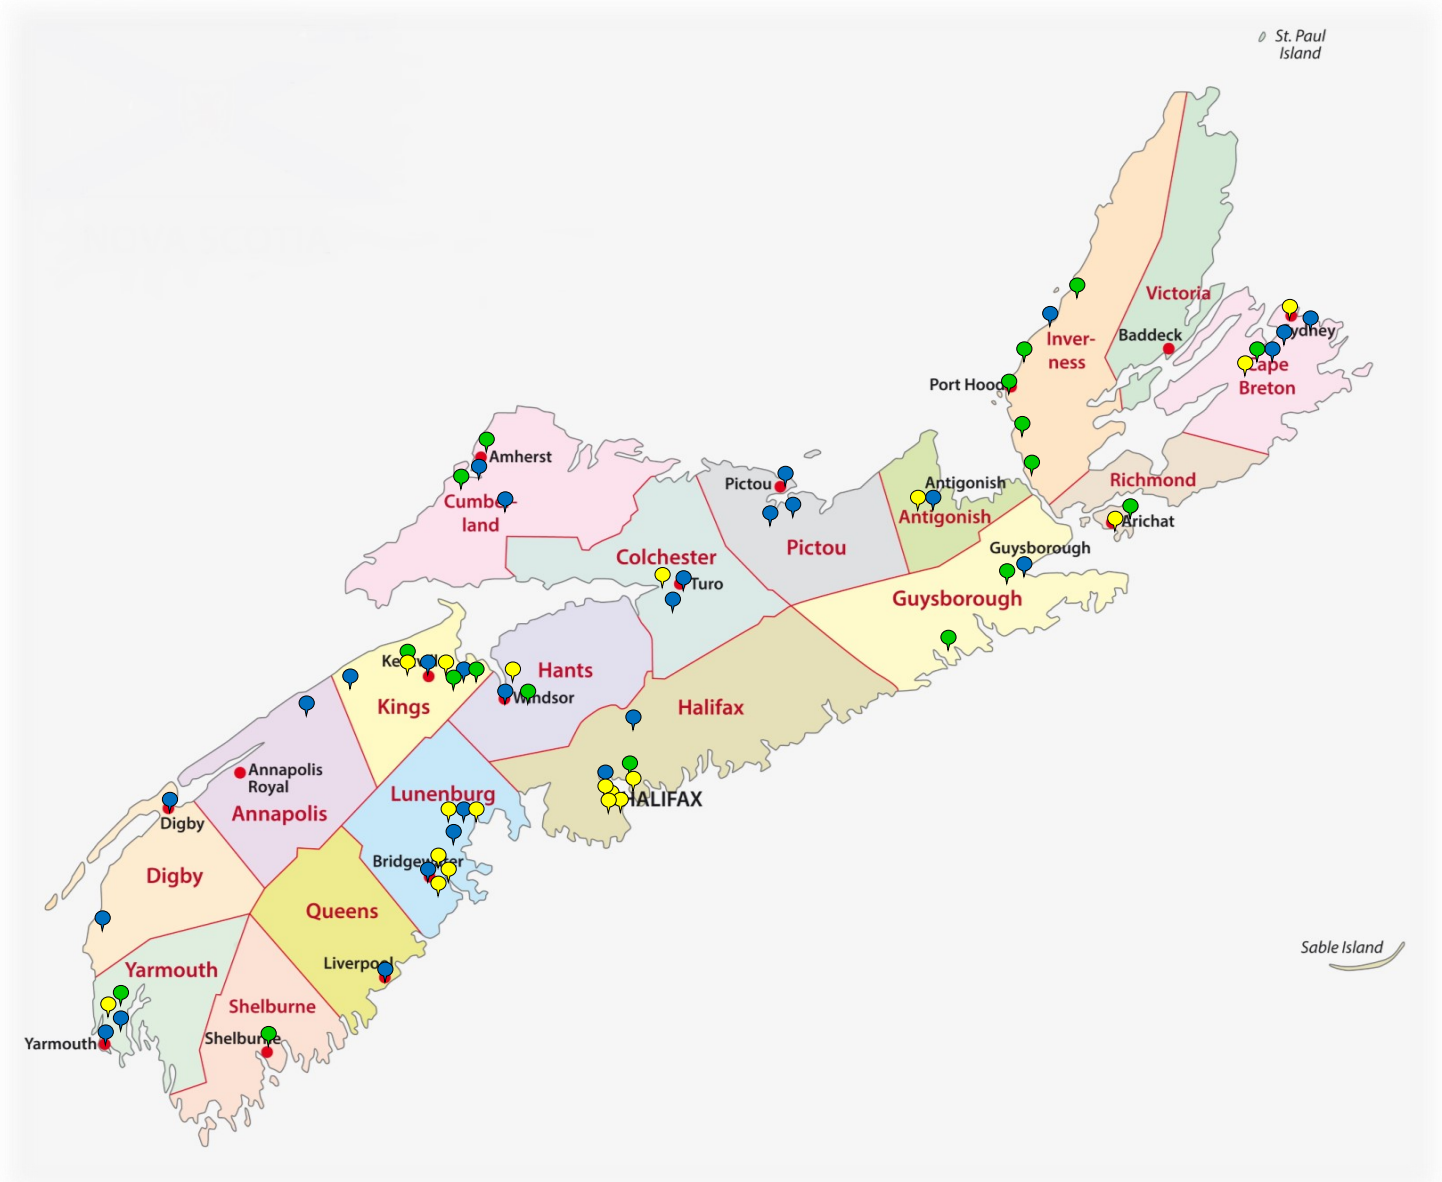 St. Paul
Island
Victoria
Baddeck
Inver-
ness
Sydney
Cape
Breton
Port Hood
Amherst
Cumber-
land
Pictou
Antigonish
Antigonish
Richmond
Arichat
Colchester
Pictou
Guysborough
Turo
Guysborough
Hants
Windsor
Kings
Halifax
Annapolis
Royal
Annapolis
Lunenburg
HALIFAX
Digby
Bridgewater
Digby
Queens
Sable Island
Liverpool
Yarmouth
Shelburne
Shelburne
Yarmouth